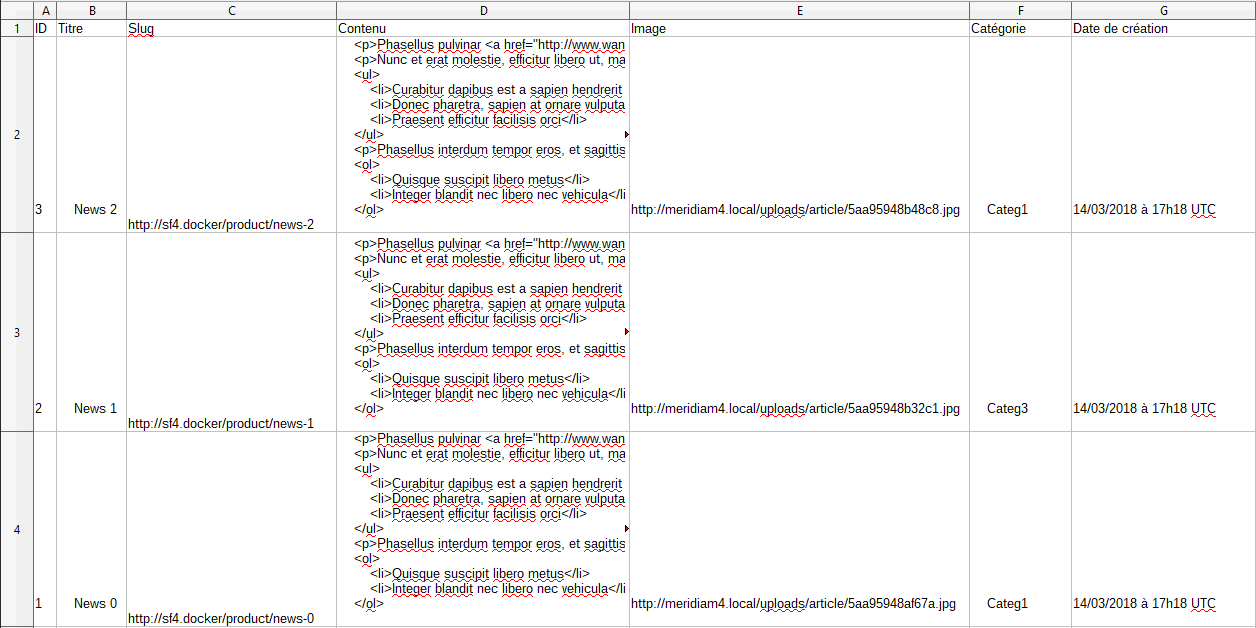 A B C D E F G
1 ID Titre Slug Contenu Image Catégorie Date de création
<p>Phasellus pulvinar <a href="http://www.wan
<p>Nunc et erat molestie, efficitur libero ut, ma
<ul>
<li>Curabitur dapibus est a sapien hendrerit
<li>Donec pharetra, sapien at ornare vulputa
<li>Praesent efficitur facilisis orci</li>
2 </ul>
<p>Phasellus interdum tempor eros, et sagittis
<ol>
<li>Quisque suscipit libero metus</li>
<li>Integer blandit nec libero nec vehicula</li
3 News 2 </ol> http://meridiam4.local/uploads/article/5aa95948b48c8.jpg Categ1 14/03/2018 à 17h18 UTC
http://sf4.docker/product/news-2
<p>Phasellus pulvinar <a href="http://www.wan
<p>Nunc et erat molestie, efficitur libero ut, ma
<ul>
<li>Curabitur dapibus est a sapien hendrerit
<li>Donec pharetra, sapien at ornare vulputa
<li>Praesent efficitur facilisis orci</li>
3 </ul>
<p>Phasellus interdum tempor eros, et sagittis
<ol>
<li>Quisque suscipit libero metus</li>
<li>Integer blandit nec libero nec vehicula</li
2 News 1 </ol> http://meridiam4.local/uploads/article/5aa95948b32c1.jpg Categ3 14/03/2018 à 17h18 UTC
http://sf4.docker/product/news-1
<p>Phasellus pulvinar <a href="http://www.wan
<p>Nunc et erat molestie, efficitur libero ut, ma
<ul>
<li>Curabitur dapibus est a sapien hendrerit
<li>Donec pharetra, sapien at ornare vulputa
<li>Praesent efficitur facilisis orci</li>
4 </ul>
<p>Phasellus interdum tempor eros, et sagittis
<ol>
<li>Quisque suscipit libero metus</li>
<li>Integer blandit nec libero nec vehicula</li
1 News 0 </ol> http://meridiam4.local/uploads/article/5aa95948af67a.jpg Categ1 14/03/2018 à 17h18 UTC
http://sf4.docker/product/news-0